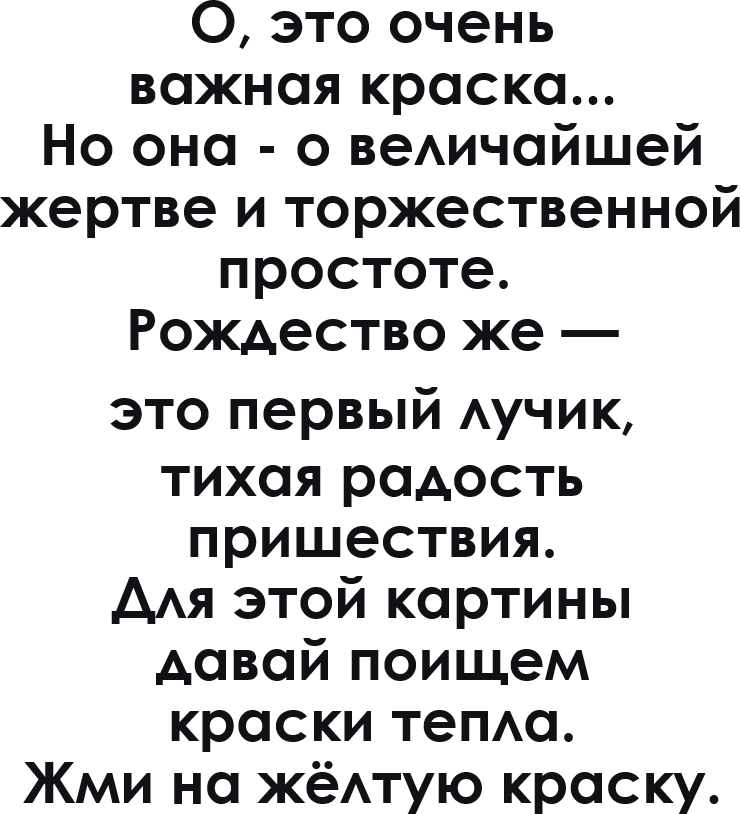 О, это очень
важная краска...
Но она - о величайшей
жертве и торжественной
простоте.
Рождество же —
это первый лучик,
тихая радость
пришествия.
Для этой картины
давай поищем
краски тепла.
Жми на жёлтую краску.